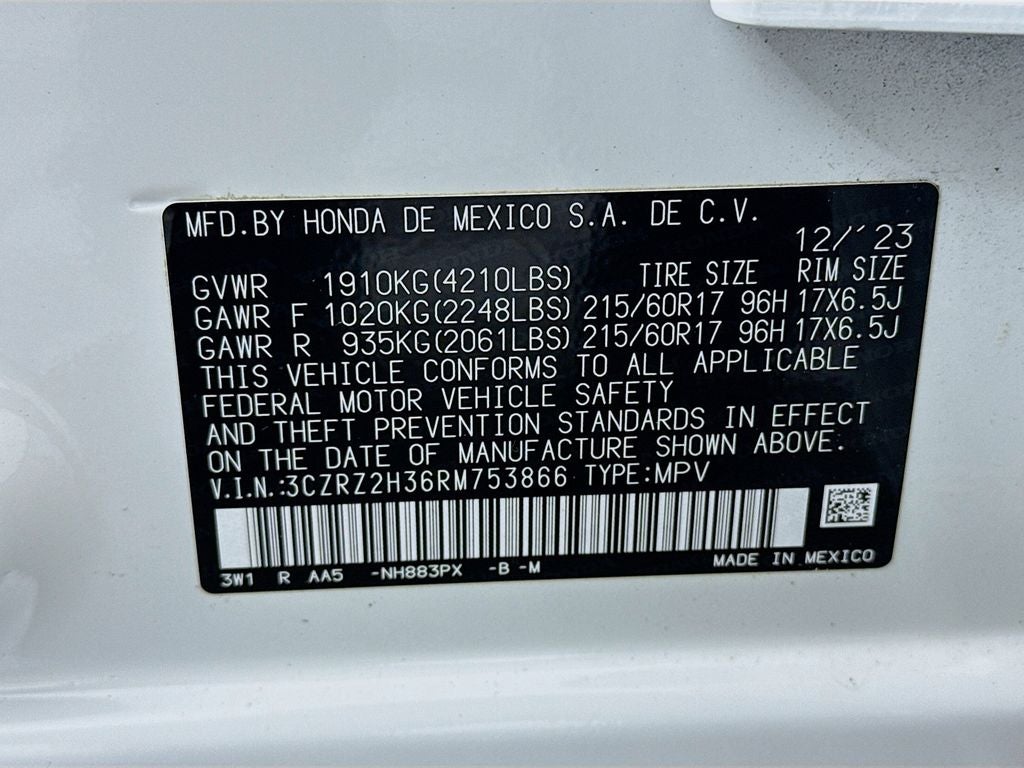 MFD.BY HONDA DE MEXICO S.A. DE C.V.
12/'23
GVWR 1910KG(4210LBS) TIRE SIZE RIM SIZE
GAWR F 1020KG(2248LBS) 215/60R17 96H 17X6.5J
GAWR R 935KG(2061LBS) 215/60R17 96H 17X6.5J
THIS VEHICLE CONFORMS TO ALL APPLICABLE
FEDERAL MOTOR VEHICLE SAFETY
AND THEFT PREVENTION STANDARDS IN EFFECT
ON THE DATE OF MANUFACTURE SHOWN ABOVE.
V.I.N.:3CZRZ2H36RM753866 TYPE:MPV
3W1 R AA5 -NH883PX -B -M MADE IN MEXICO